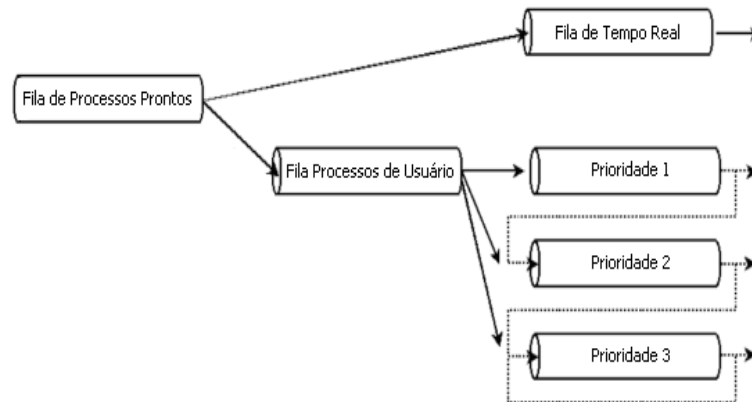 Fila de Tempo Real
Fila de Processos Prontos
Fila Processos de Usuário
Prioridade 1
Prioridade 2
Prioridade 3